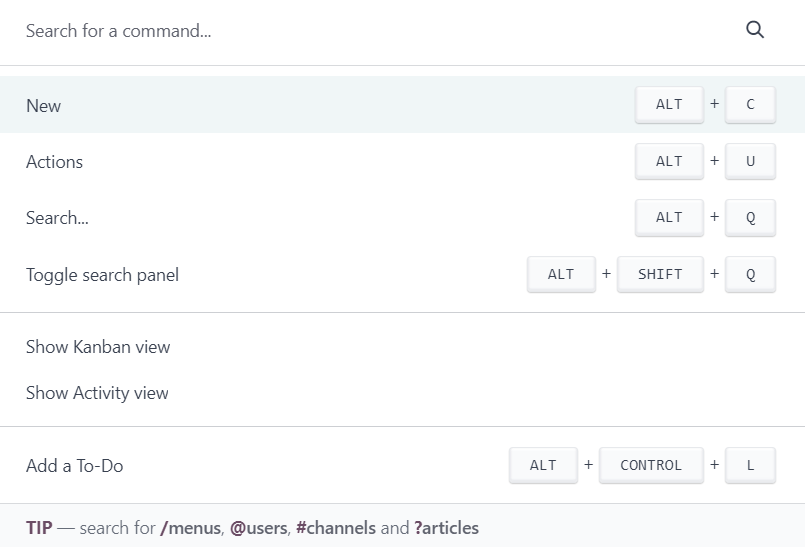 Search for a command...
New ALT + C
Actions ALT + U
Search... ALT + Q
Toggle search panel ALT + SHIFT + Q
Show Kanban view
Show Activity view
Add a To-Do ALT + CONTROL + L
TIP — search for /menus, @users, #channels and ?articles